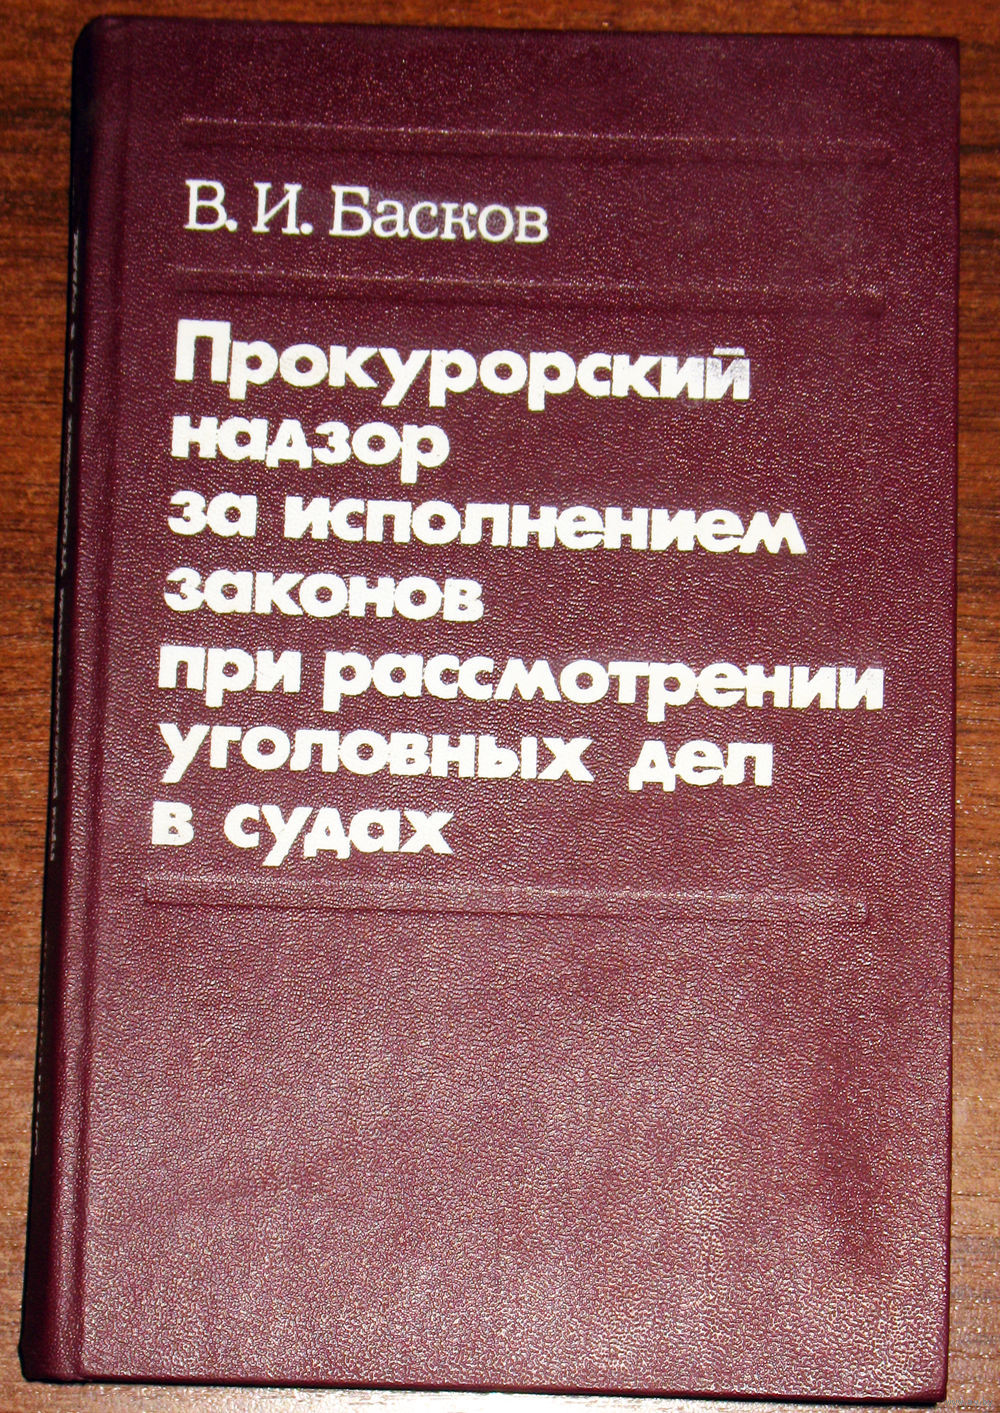 В. И. Басков
Прокурорский
надзор
за исполнением
законов
при рассмотрении
уголовных дел
в судах